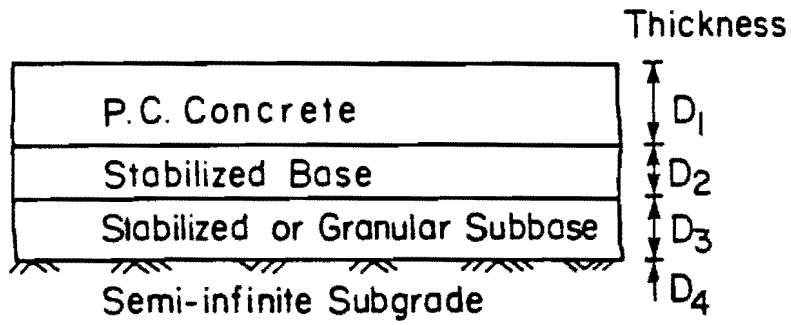 Thickness
P.C. Concrete D1
Stabilized Base D2
Stabilized or Granular Subbase D3
Semi-infinite Subgrade D4